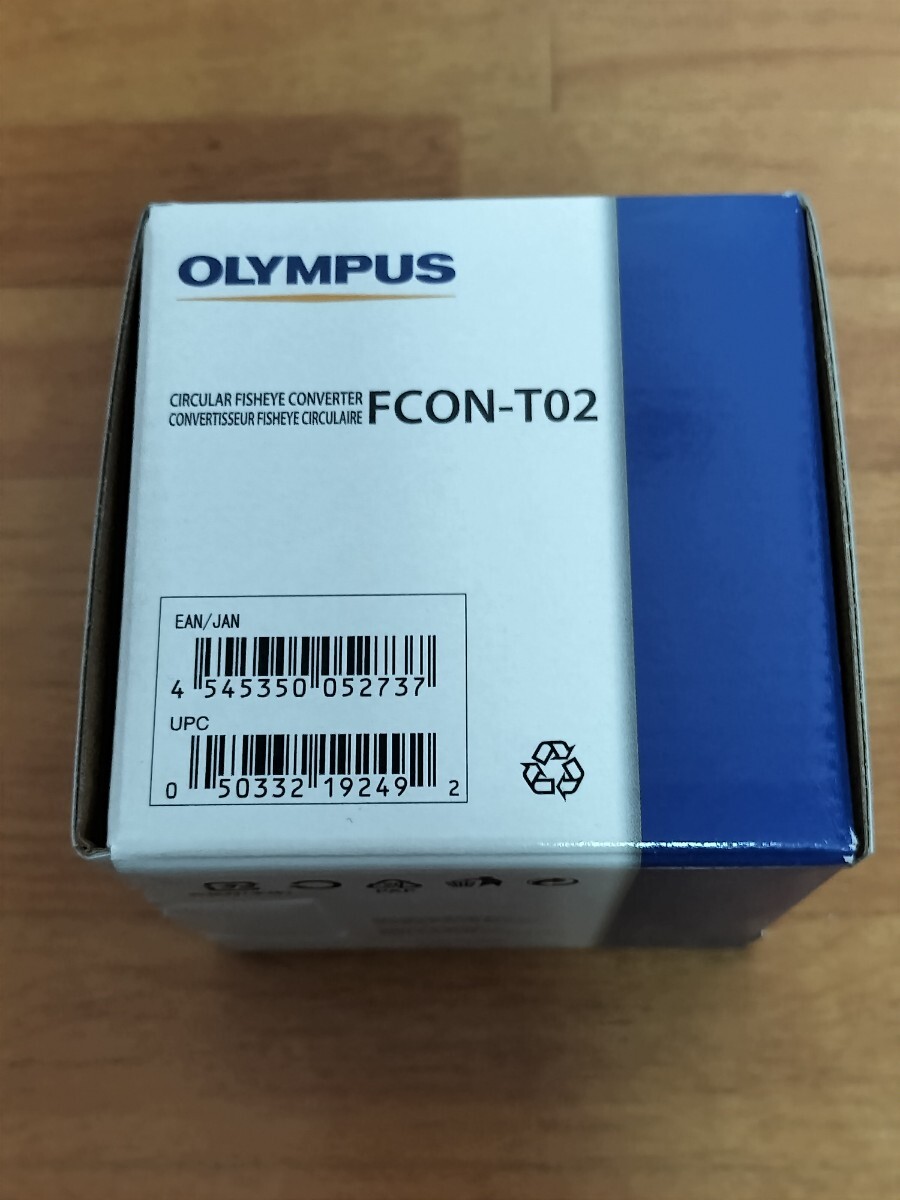 OLYMPUS
CIRCULAR FISHEYE CONVERTER
CONVERTISSEUR FISHEYE CIRCULAIRE
FCON-T02
EAN/JAN
4 545350 052737
UPC
0 50332 19249 2